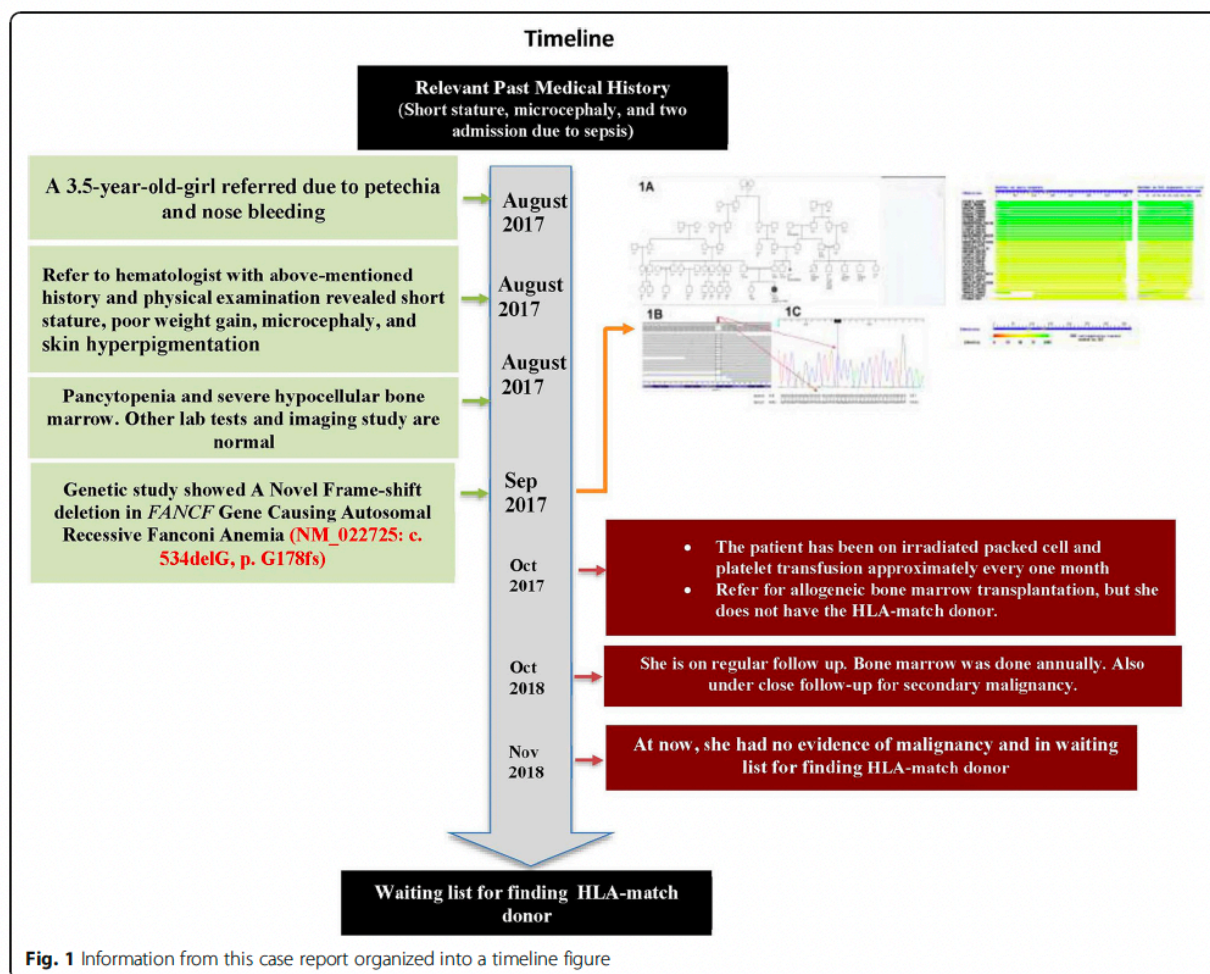 Timeline
Relevant Past Medical History
(Short stature, microcephaly, and two
admission due to sepsis)
A 3.5-year-old-girl referred due to petechia
and nose bleeding
August
2017
Refer to hematologist with above-mentioned
history and physical examination revealed short
stature, poor weight gain, microcephaly, and
skin hyperpigmentation
August
2017
Pancytopenia and severe hypocellular bone
marrow. Other lab tests and imaging study are
normal
August
2017
Genetic study showed A Novel Frame-shift
deletion in FANCF Gene Causing Autosomal
Recessive Fanconi Anemia (NM_022725: c.
534delG, p. G178fs)
Sep
2017
1A
1B
1C
Oct
2017
• The patient has been on irradiated packed cell and
platelet transfusion approximately every one month
• Refer for allogeneic bone marrow transplantation, but she
does not have the HLA-match donor.
Oct
2018
She is on regular follow up. Bone marrow was done annually. Also
under close follow-up for secondary malignancy.
Nov
2018
At now, she had no evidence of malignancy and in waiting
list for finding HLA-match donor
Waiting list for finding HLA-match
donor
Fig. 1 Information from this case report organized into a timeline figure